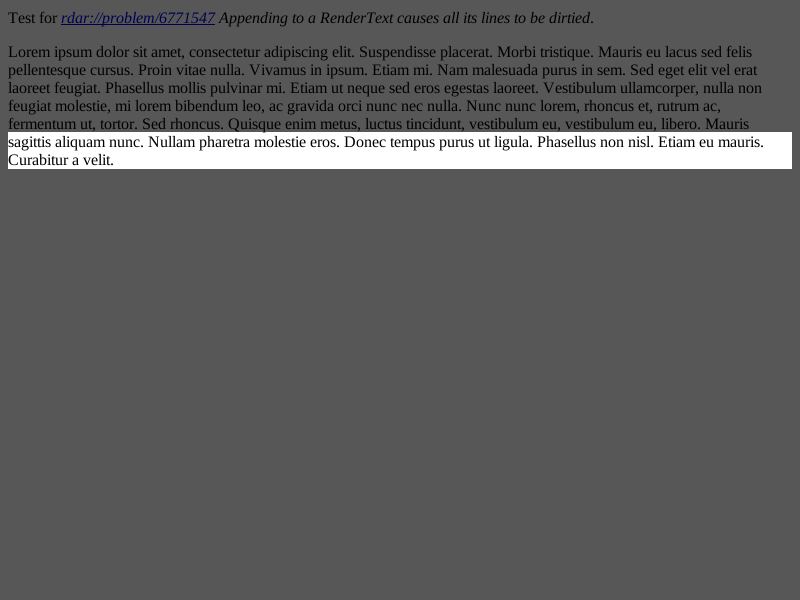 Test for rdar://problem/6771547 Appending to a RenderText causes all its lines to be dirtied.
Lorem ipsum dolor sit amet, consectetur adipiscing elit. Suspendisse placerat. Morbi tristique. Mauris eu lacus sed felis
pellentesque cursus. Proin vitae nulla. Vivamus in ipsum. Etiam mi. Nam malesuada purus in sem. Sed eget elit vel erat
laoreet feugiat. Phasellus mollis pulvinar mi. Etiam ut neque sed eros egestas laoreet. Vestibulum ullamcorper, nulla non
feugiat molestie, mi lorem bibendum leo, ac gravida orci nunc nec nulla. Nunc nunc lorem, rhoncus et, rutrum ac,
fermentum ut, tortor. Sed rhoncus. Quisque enim metus, luctus tincidunt, vestibulum eu, vestibulum eu, libero. Mauris
sagittis aliquam nunc. Nullam pharetra molestie eros. Donec tempus purus ut ligula. Phasellus non nisl. Etiam eu mauris.
Curabitur a velit.